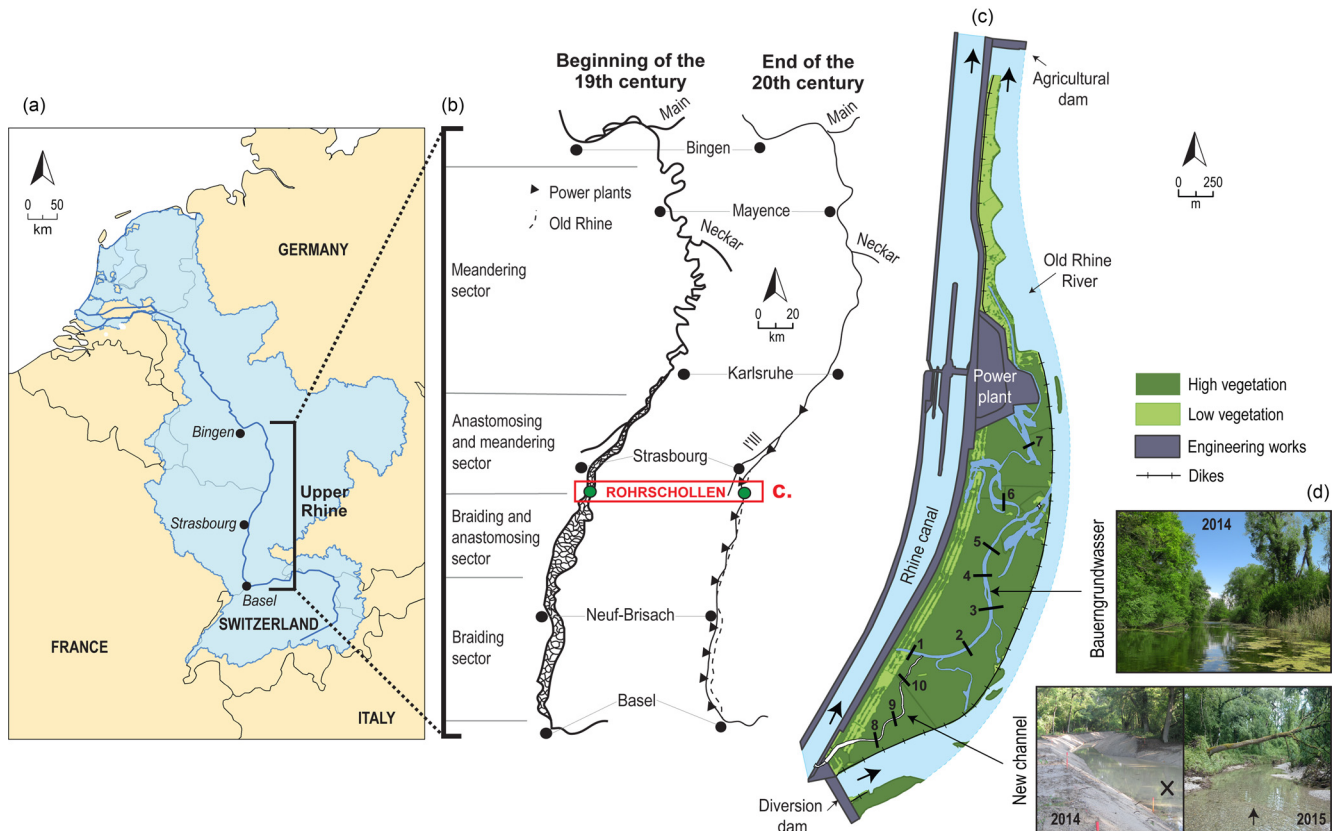 (a)
0 50
km
GERMANY
Bingen
Upper
Rhine
Strasbourg
Basel
SWITZERLAND
FRANCE
ITALY
(b)
Beginning of the
19th century
End of the
20th century
Main
Main
Bingen
Power plants
Old Rhine
Mayence
Neckar
Neckar
Meandering
sector
0 20
km
Karlsruhe
Anastomosing
and meandering
sector
l'Ill
Strasbourg
ROHRSCHOLLEN
C.
Braiding and
anastomosing
sector
Neuf-Brisach
Braiding
sector
Basel
(c)
Agricultural
dam
0 250
m
Old Rhine
River
Power
plant
High vegetation
Low vegetation
Engineering works
Dikes
Rhine canal
7
6
5
4
3
2
1
10
9
8
Bauerngrundwasser
New channel
Diversion
dam
(d)
2014
2014
X
2015